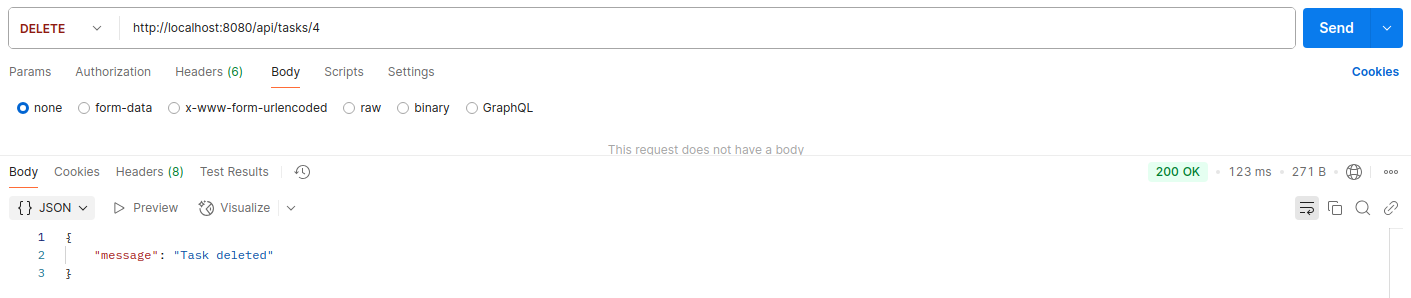 DELETE http://localhost:8080/api/tasks/4 Send
Params Authorization Headers (6) Body Scripts Settings Cookies
none form-data x-www-form-urlencoded raw binary GraphQL
This request does not have a body
Body Cookies Headers (8) Test Results 200 OK 123 ms 271 B
{} JSON Preview Visualize
1 {
2 "message": "Task deleted"
3 }